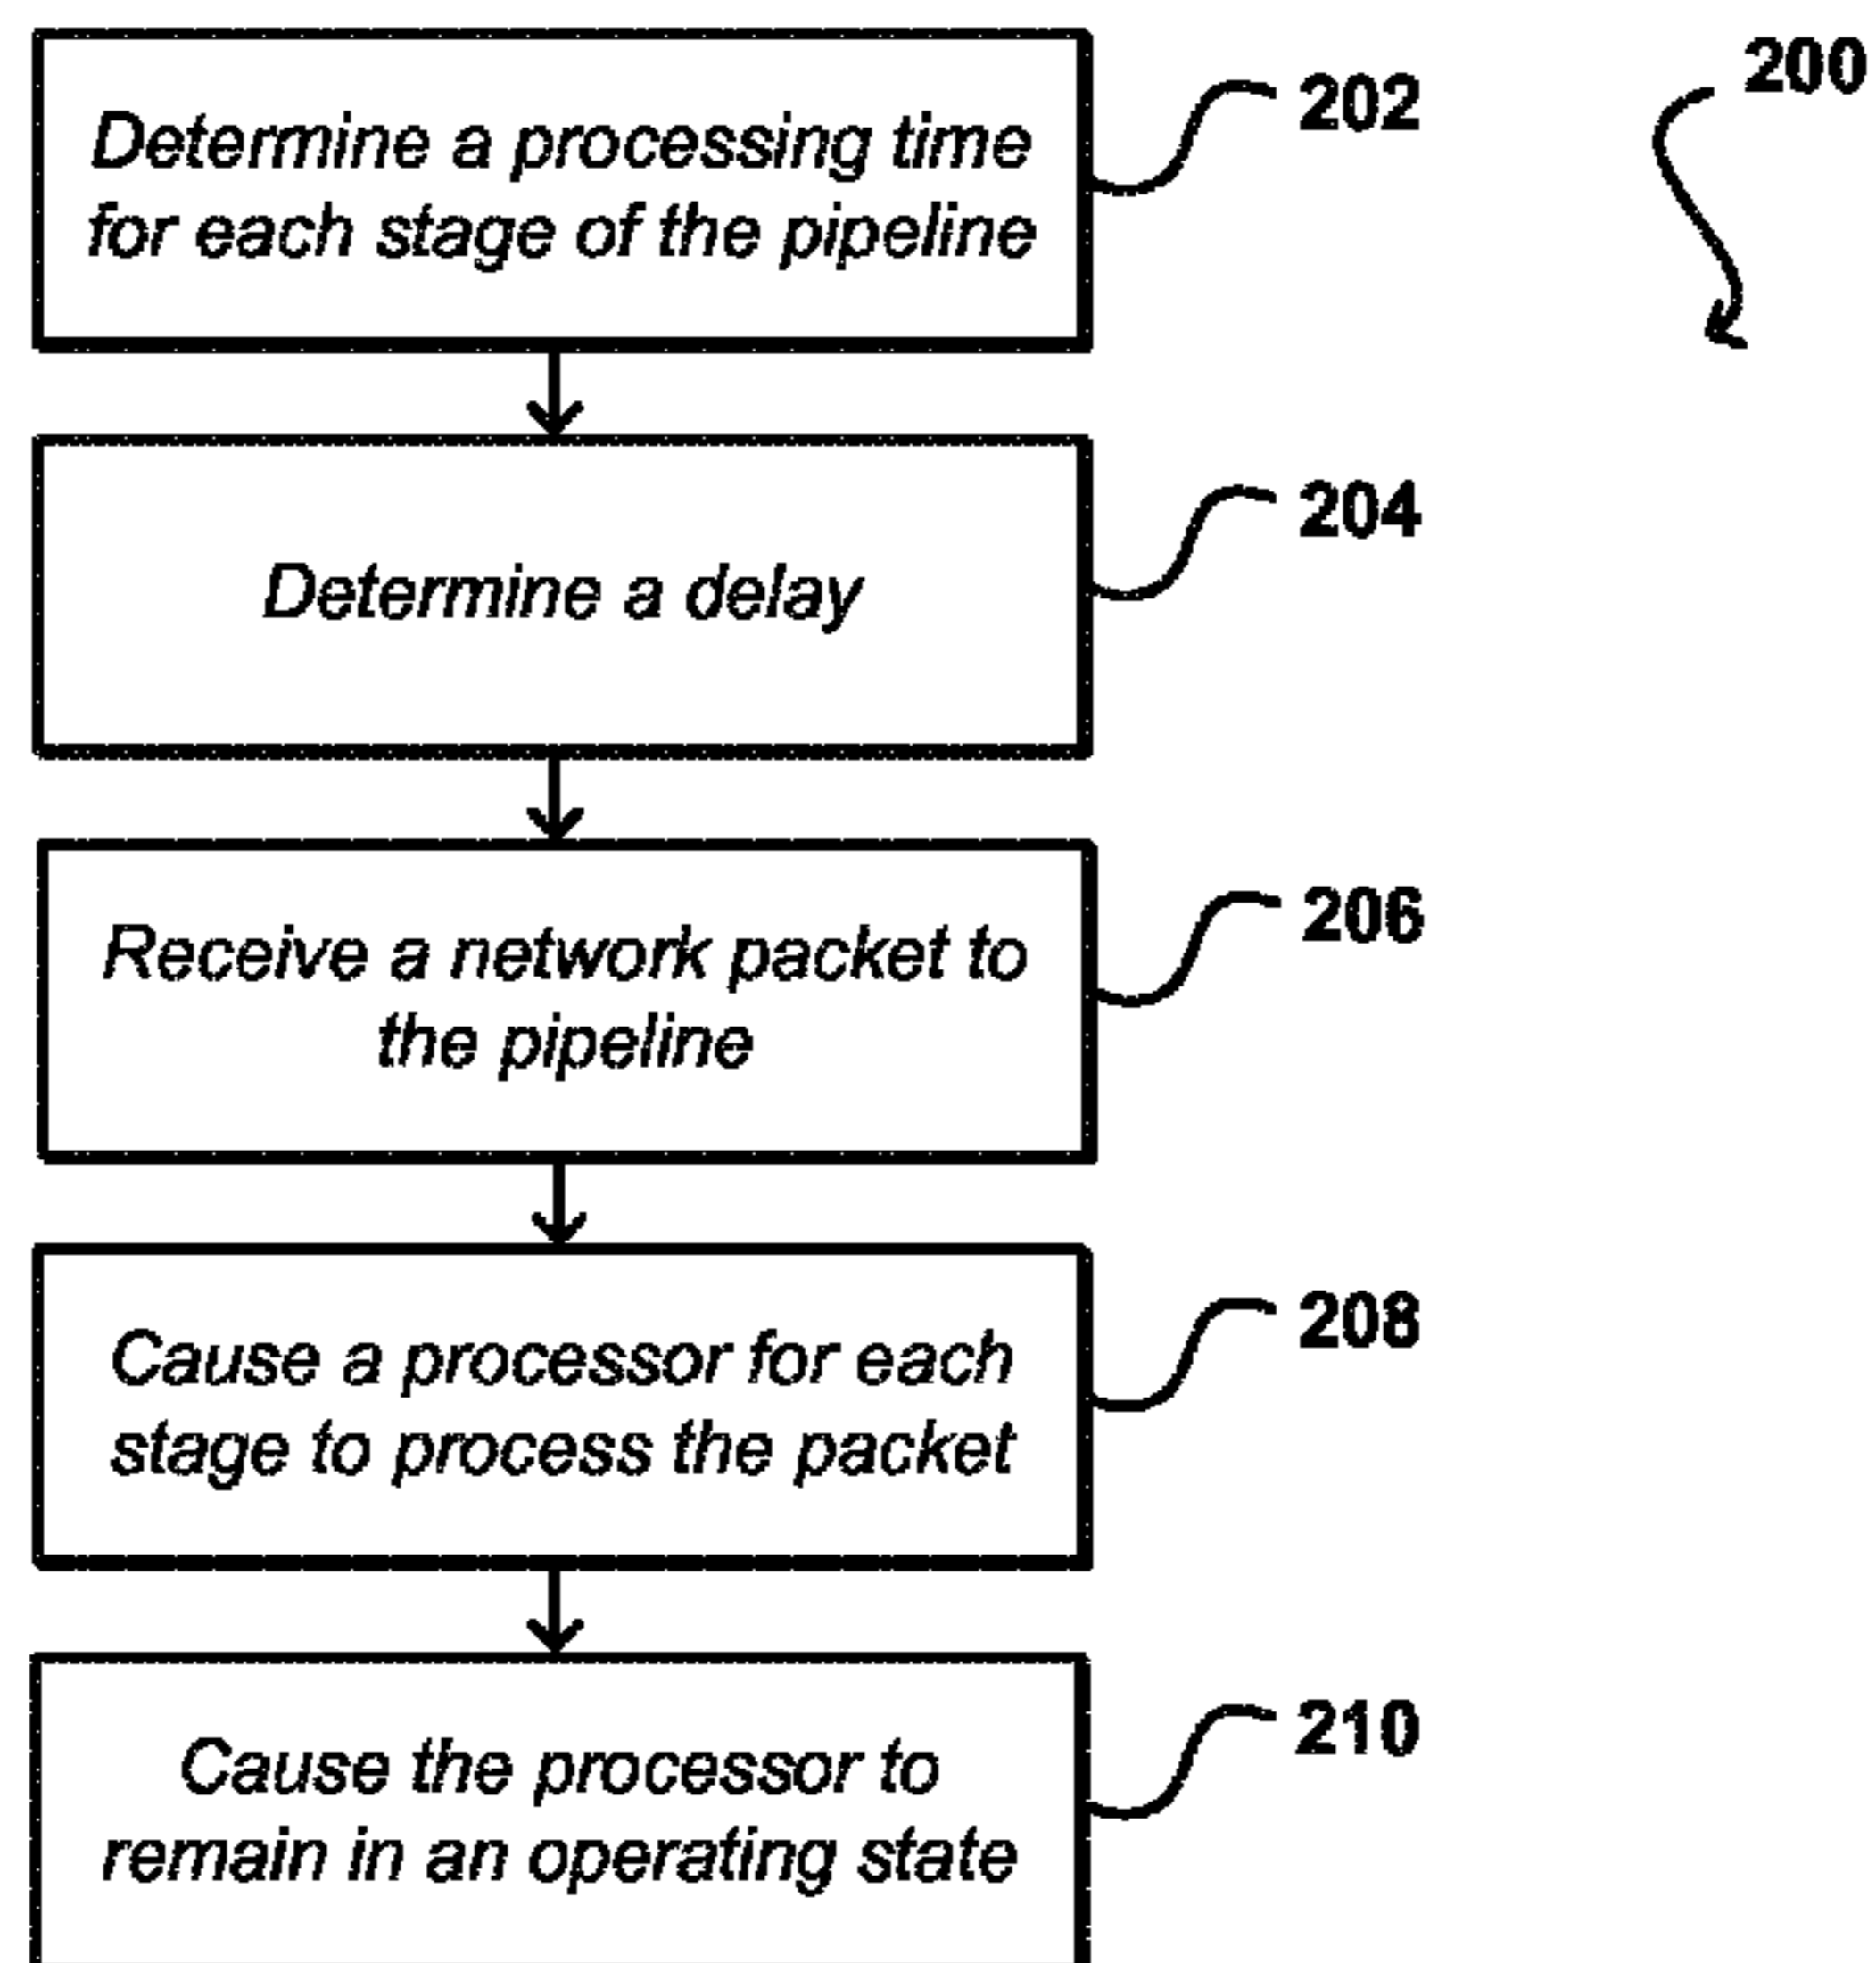 200
Determine a processing time
for each stage of the pipeline
202
Determine a delay
204
Receive a network packet to
the pipeline
206
Cause a processor for each
stage to process the packet
208
Cause the processor to
remain in an operating state
210